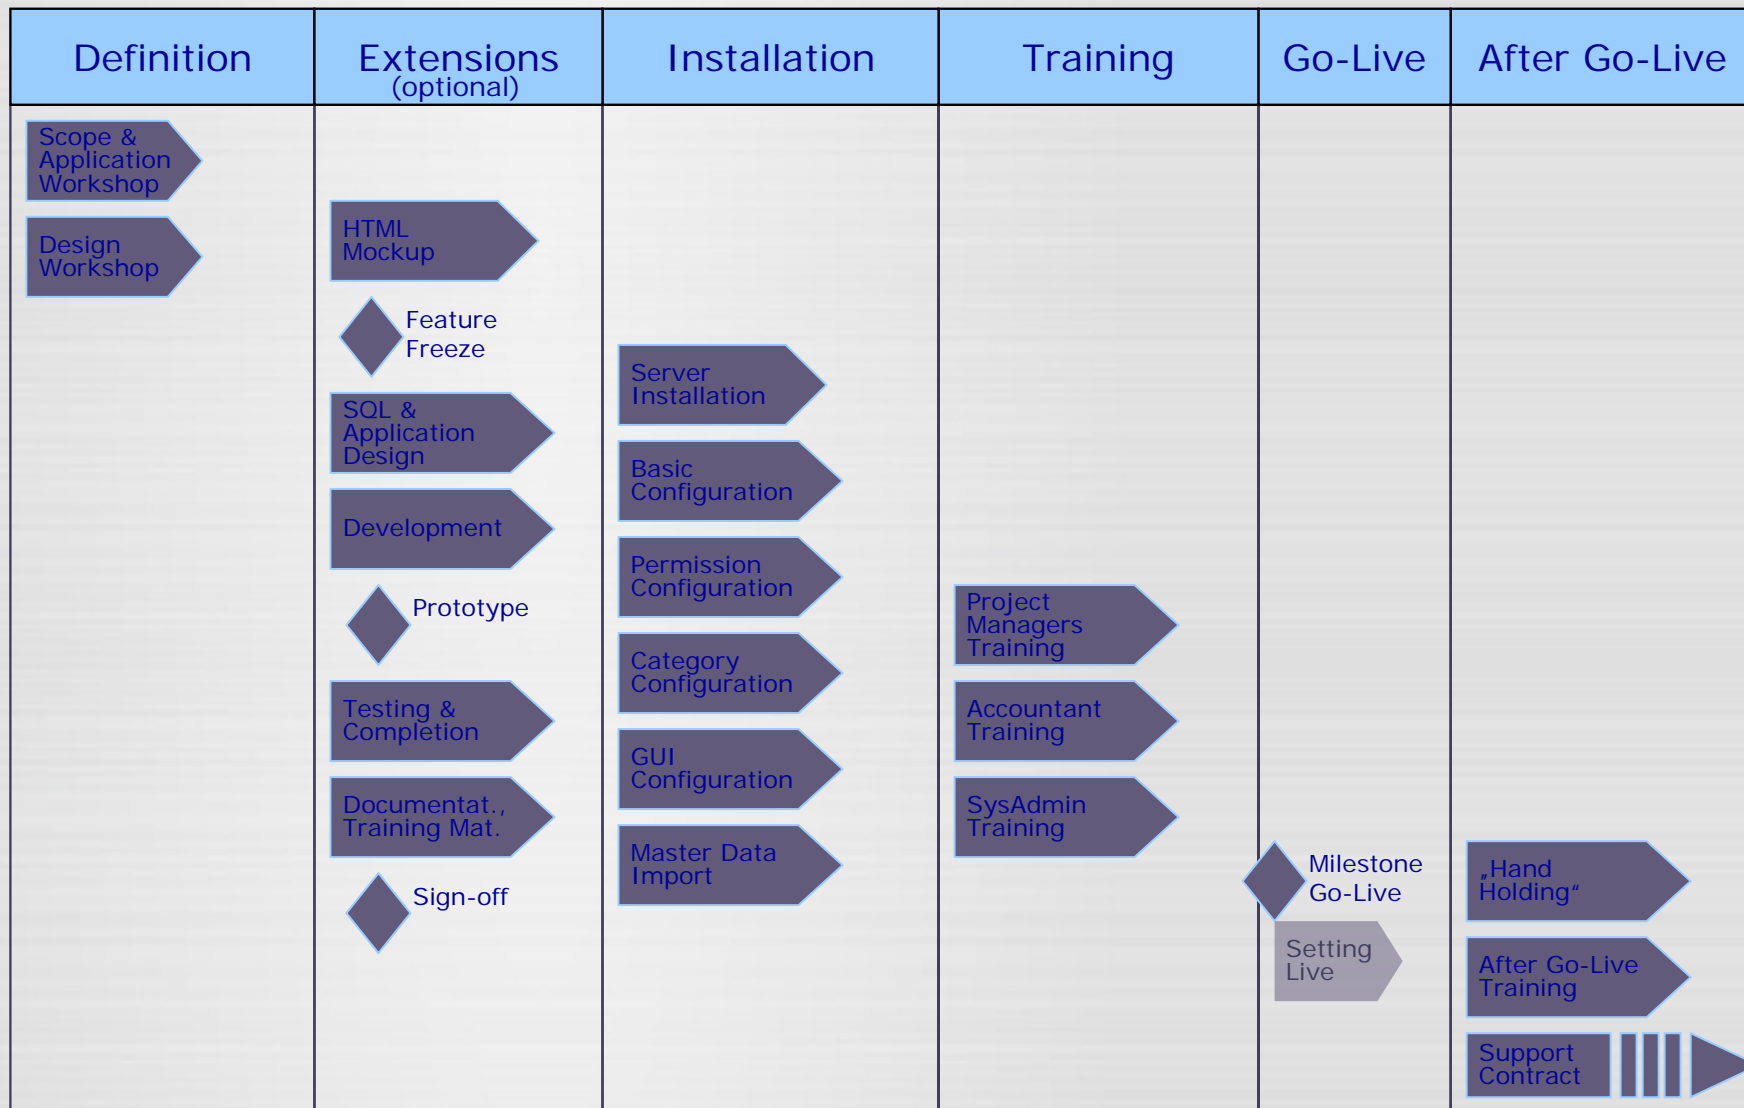 Definition
Extensions
(optional)
Installation
Training
Go-Live
After Go-Live
Scope &
Application
Workshop
Design
Workshop
HTML
Mockup
Feature
Freeze
SQL &
Application
Design
Development
Prototype
Testing &
Completion
Documentat.,
Training Mat.
Sign-off
Server
Installation
Basic
Configuration
Permission
Configuration
Category
Configuration
GUI
Configuration
Master Data
Import
Project
Managers
Training
Accountant
Training
SysAdmin
Training
Milestone
Go-Live
Setting
Live
„Hand
Holding“
After Go-Live
Training
Support
Contract